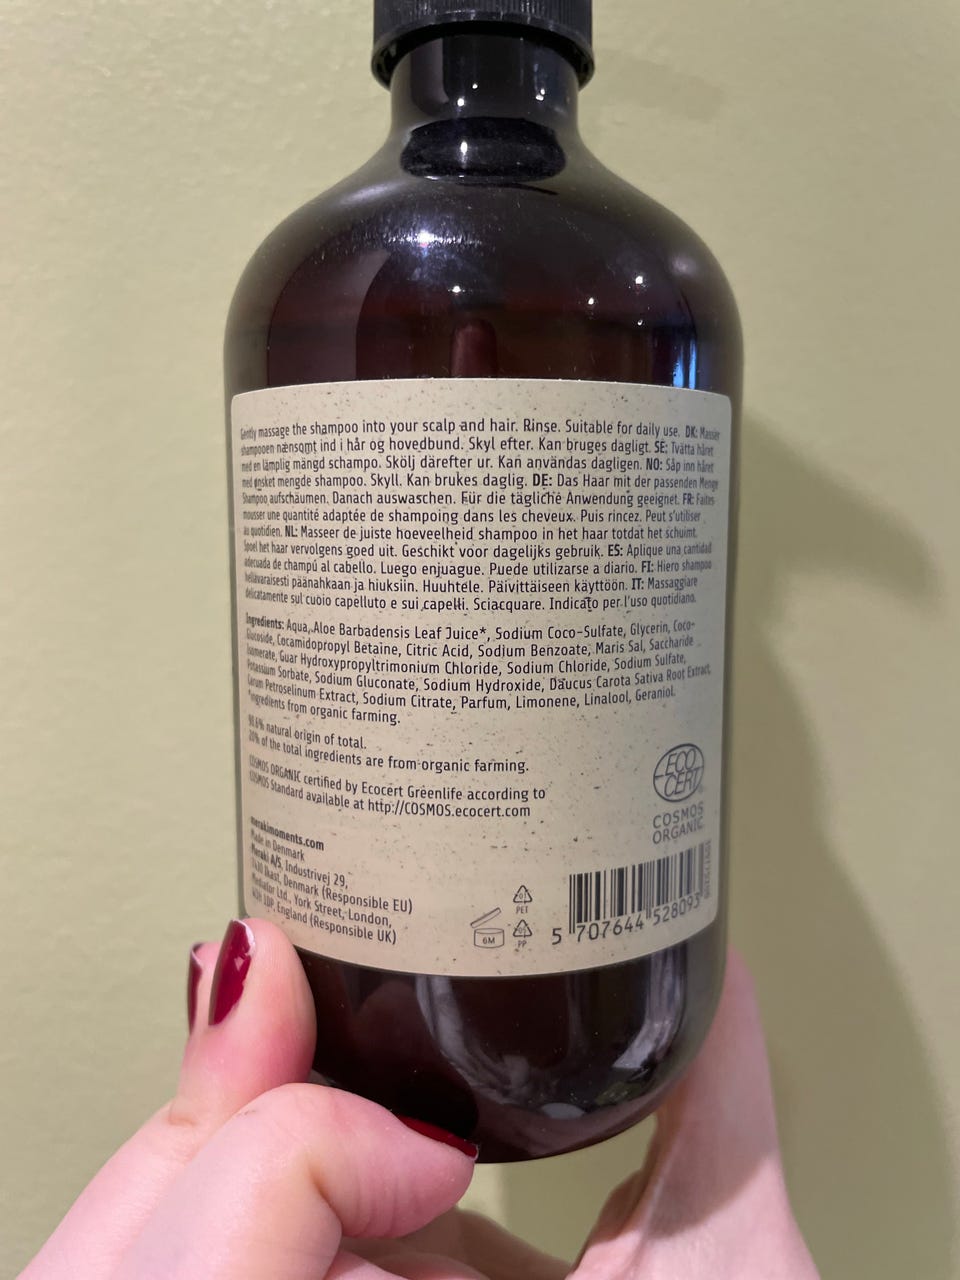 Gently massage the shampoo into your scalp and hair. Rinse. Suitable for daily use. DK: Massér
shampooen nænsomt ind i hår og hovedbund. Skyl efter. Kan bruges dagligt. SE: Tvätta håret
med en lämplig mängd schampo. Skölj därefter ur. Kan användas dagligen. NO: Såp inn håret
med ønsket mengde shampoo. Skyll. Kan brukes daglig. DE: Das Haar mit der passenden Menge
Shampoo aufschäumen. Danach auswaschen. Für die tägliche Anwendung geeignet. FR: Faites
mousser une quantité adaptée de shampoing dans les cheveux. Puis rincez. Peut s'utiliser
au quotidien. NL: Masseer de juiste hoeveelheid shampoo in het haar totdat het schuimt.
Spoel het haar vervolgens goed uit. Geschikt voor dagelijks gebruik. ES: Aplique una cantidad
adecuada de champú al cabello. Luego enjuague. Puede utilizarse a diario. FI: Hiero shampoo
hellävaraisesti päänahkaan ja hiuksiin. Huuhtele. Päivittäiseen käyttöön. IT: Massaggiare
delicatamente sul cuoio capelluto e sui capelli. Sciacquare. Indicato per l'uso quotidiano.
Ingredients: Aqua, Aloe Barbadensis Leaf Juice*, Sodium Coco-Sulfate, Glycerin, Coco-
Glucoside, Cocamidopropyl Betaine, Citric Acid, Sodium Benzoate, Maris Sal, Saccharide
Isomerate, Guar Hydroxypropyltrimonium Chloride, Sodium Chloride, Sodium Sulfate,
Potassium Sorbate, Sodium Gluconate, Sodium Hydroxide, Daucus Carota Sativa Root Extract,
Carum Petroselinum Extract, Sodium Citrate, Parfum, Limonene, Linalool, Geraniol.
*Ingredients from organic farming.
98.6% natural origin of total.
20% of the total ingredients are from organic farming.
COSMOS ORGANIC certified by Ecocert Greenlife according to
COSMOS Standard available at http://COSMOS.ecocert.com
ECO
CERT
COSMOS
ORGANIC
merakimoments.com
Made in Denmark
Meraki A/S, Industrivej 29,
7430 Ikast, Denmark (Responsible EU)
Mediator Ltd., York Street, London,
1DP, England (Responsible UK)
6M
PET
PP
5 707644 528093